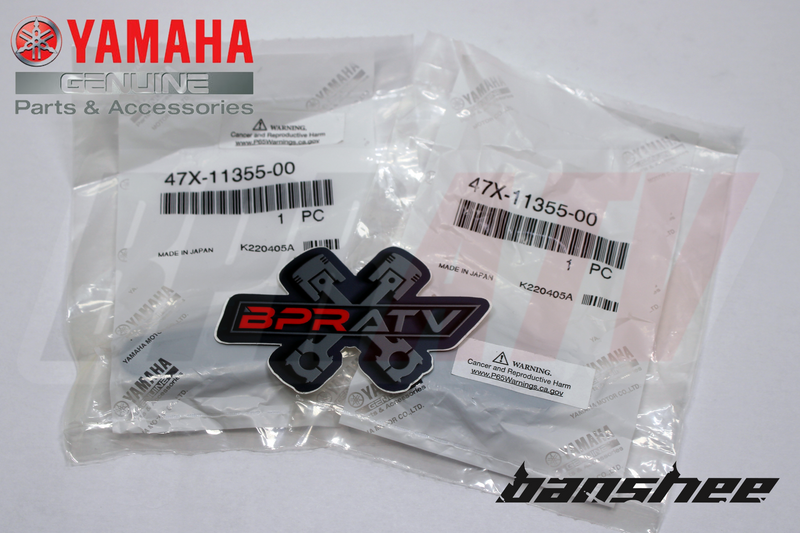 YAMAHA
GENUINE
Parts & Accessories
WARNING.
Cancer and Reproductive Harm
www.P65Warnings.ca.gov
47X-11355-00
1 PC
MADE IN JAPAN
K220405A
47X-11355-00
1 PC
MADE IN JAPAN
K220405A
BPRATV
BPRATV
WARNING.
Cancer and Reproductive Harm
www.P65Warnings.ca.gov
YAMAHA
banshee